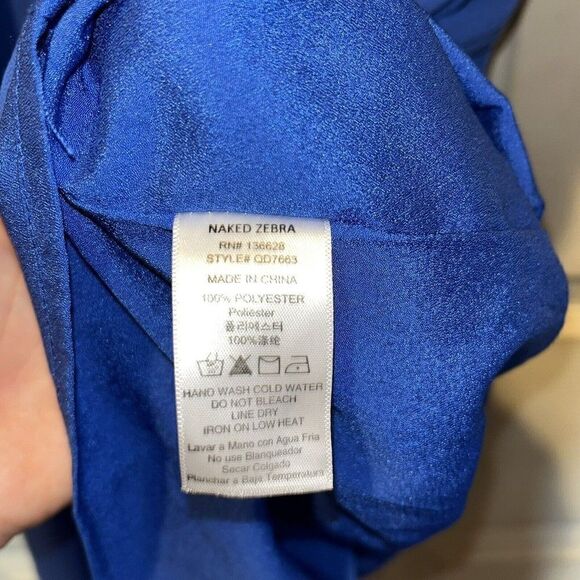 NAKED ZEBRA
RN# 136628
STYLE# QD7663
MADE IN CHINA
100% POLYESTER
Poliester
폴리에스터
100%涤纶
HAND WASH COLD WATER
DO NOT BLEACH
LINE DRY
IRON ON LOW HEAT
Lavar a Mano con Agua Fria
No use Blanqueador
Secar Colgado
Planchar a Baja Temperatura